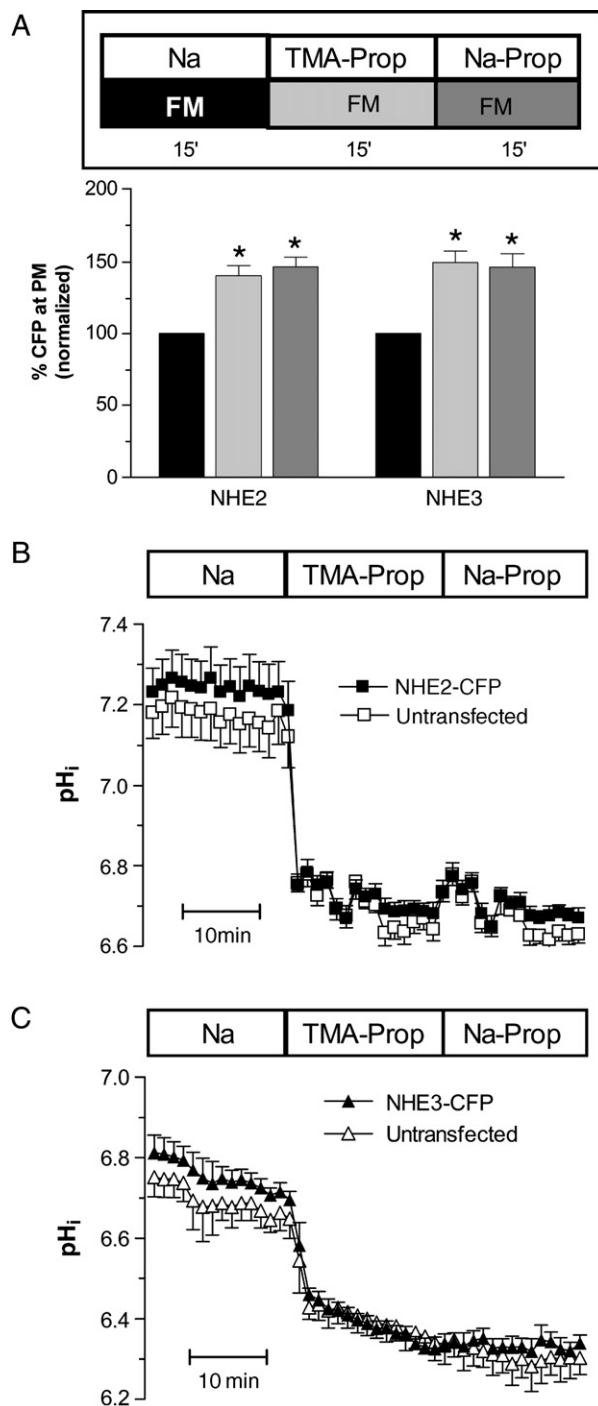 A
Na TMA-Prop Na-Prop
FM FM FM
15' 15' 15'
200
150
100
50
0
% CFP at PM
(normalized)
* * * *
NHE2 NHE3
B
Na TMA-Prop Na-Prop
7.4
7.2
7.0
6.8
6.6
pHi
NHE2-CFP
Untransfected
10min
C
Na TMA-Prop Na-Prop
7.0
6.8
6.6
6.4
6.2
pHi
NHE3-CFP
Untransfected
10 min